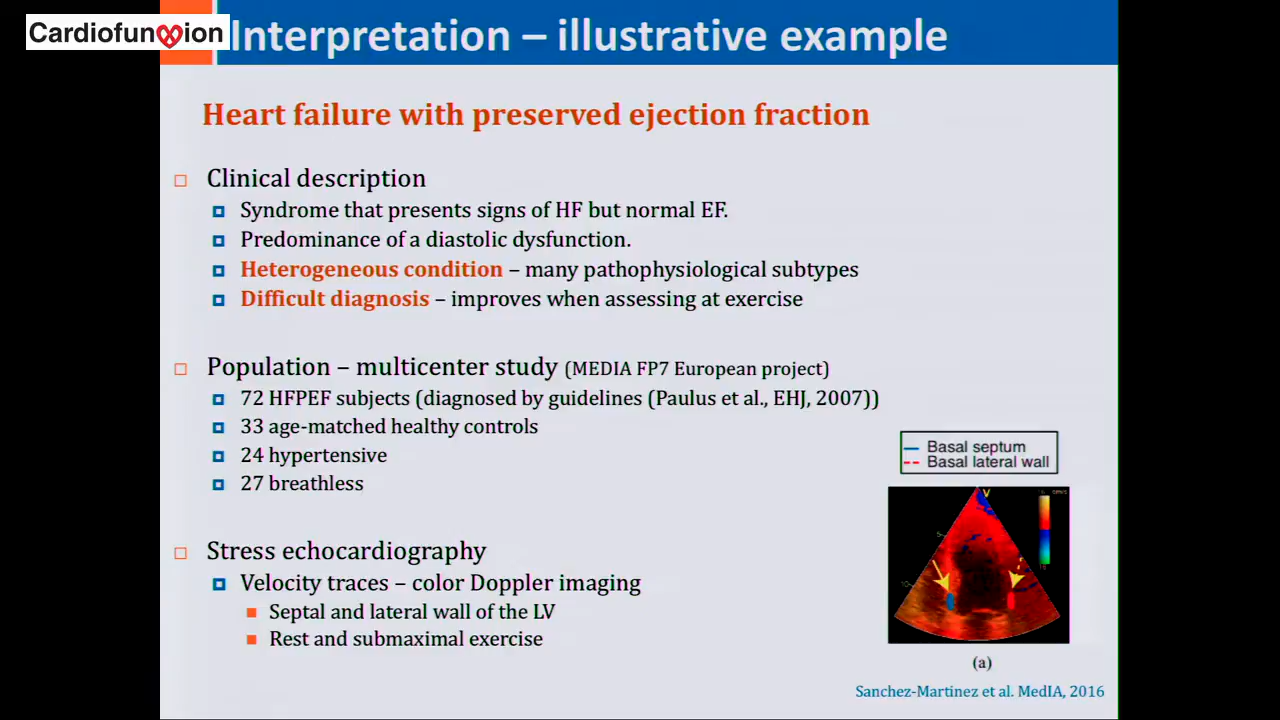 Cardiofunxion
Interpretation – illustrative example
Heart failure with preserved ejection fraction
Clinical description
Syndrome that presents signs of HF but normal EF.
Predominance of a diastolic dysfunction.
Heterogeneous condition – many pathophysiological subtypes
Difficult diagnosis – improves when assessing at exercise
Population – multicenter study (MEDIA FP7 European project)
72 HFPEF subjects (diagnosed by guidelines (Paulus et al., EHJ, 2007))
33 age-matched healthy controls
24 hypertensive
27 breathless
Stress echocardiography
Velocity traces – color Doppler imaging
Septal and lateral wall of the LV
Rest and submaximal exercise
Basal septum
Basal lateral wall
V
(a)
Sanchez-Martinez et al. MedIA, 2016